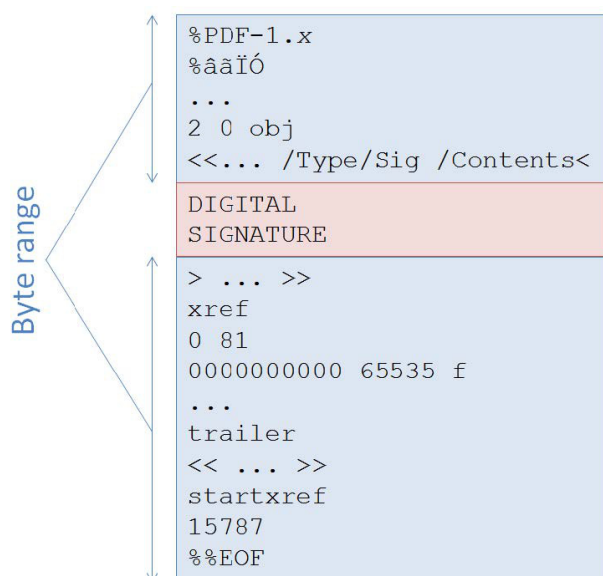 Byte range
%PDF-1.x
%âãÏÓ
...
2 0 obj
<<... /Type/Sig /Contents<
DIGITAL
SIGNATURE
> ... >>
xref
0 81
0000000000 65535 f
...
trailer
<< ... >>
startxref
15787
%%EOF